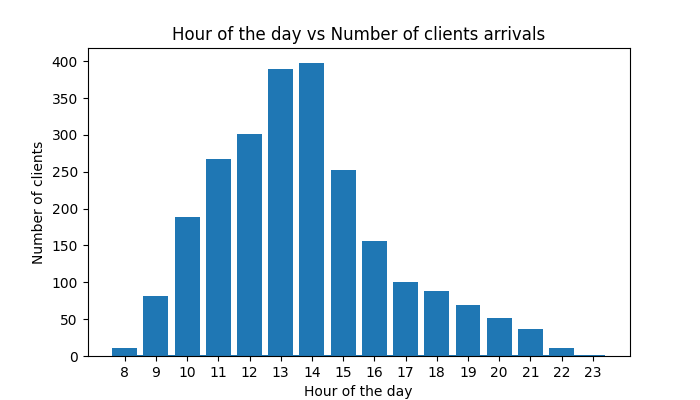 Hour of the day vs Number of clients arrivals
Number of clients
400
350
300
250
200
150
100
50
0
8 9 10 11 12 13 14 15 16 17 18 19 20 21 22 23
Hour of the day